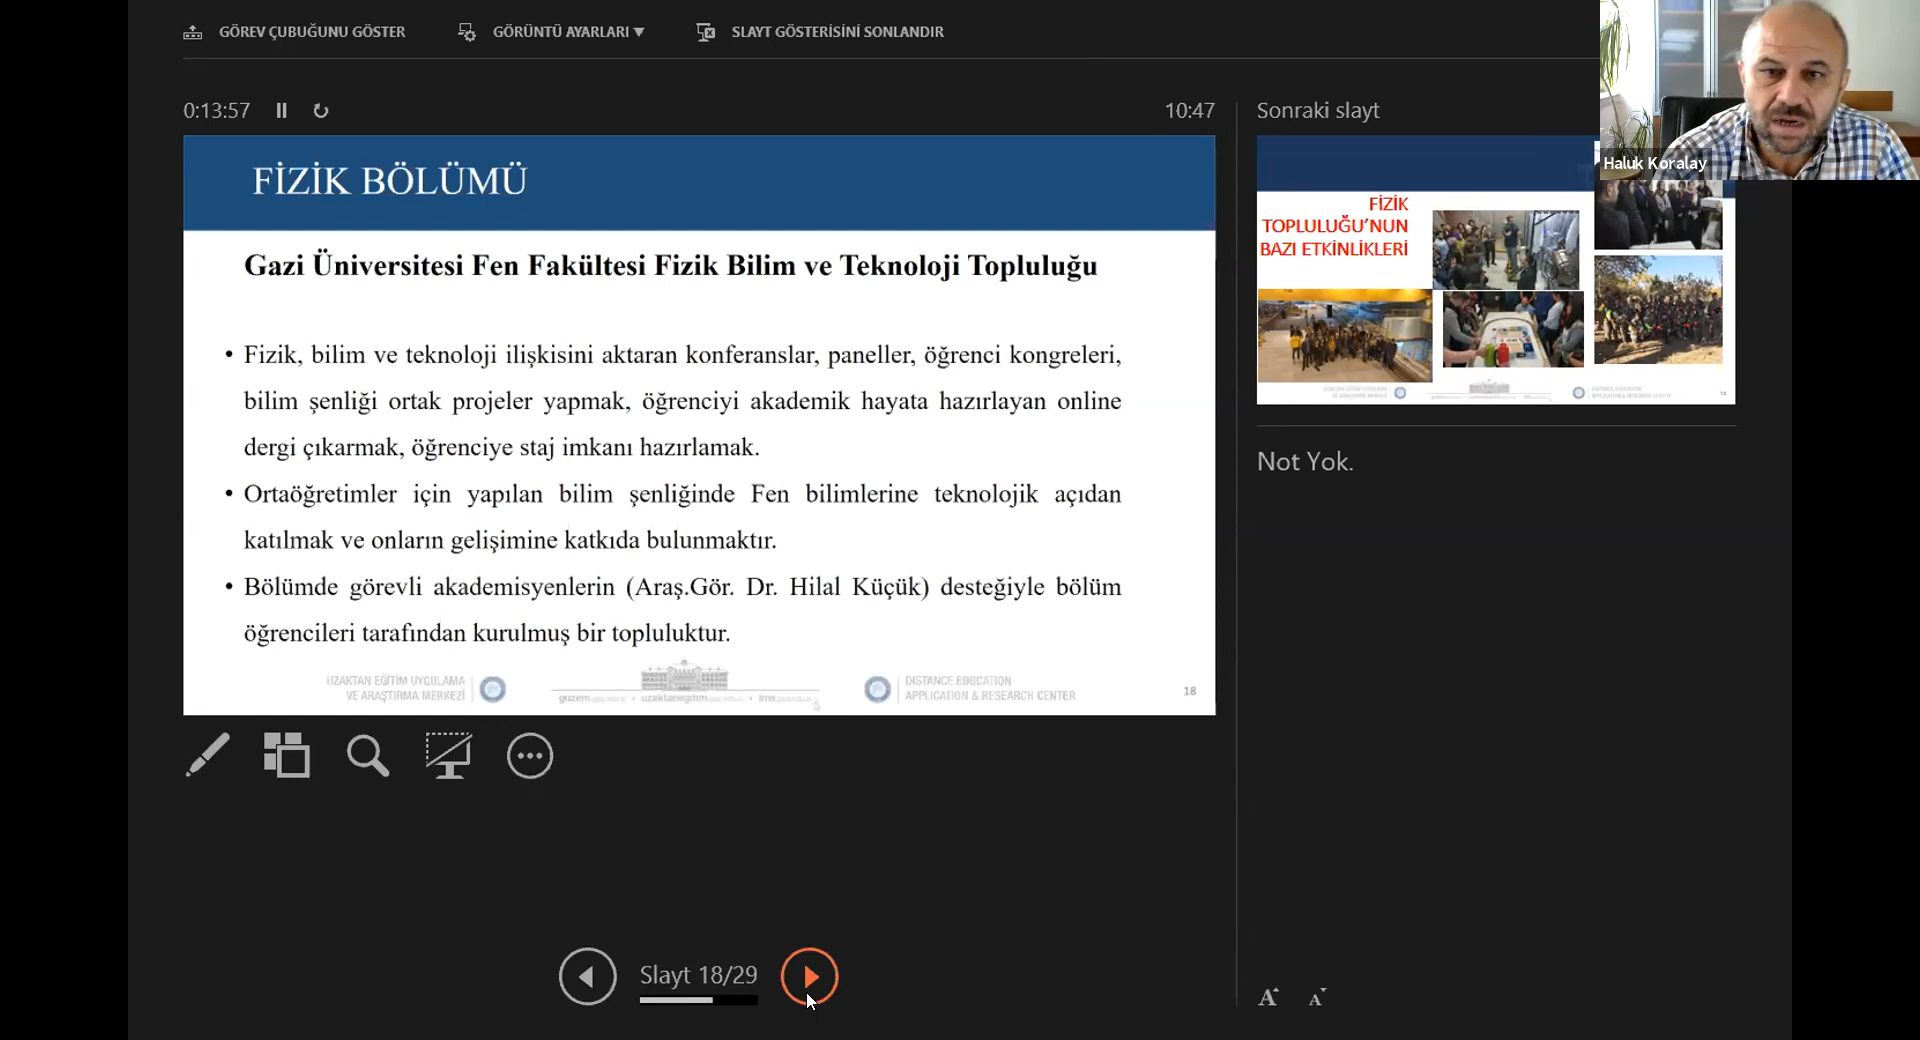 GÖREV ÇUBUĞUNU GÖSTER
GÖRÜNTÜ AYARLARI ▼
SLAYT GÖSTERİSİNİ SONLANDIR
0:13:57
10:47
FİZİK BÖLÜMÜ
Gazi Üniversitesi Fen Fakültesi Fizik Bilim ve Teknoloji Topluluğu
• Fizik, bilim ve teknoloji ilişkisini aktaran konferanslar, paneller, öğrenci kongreleri,
bilim şenliği ortak projeler yapmak, öğrenciyi akademik hayata hazırlayan online
dergi çıkarmak, öğrenciye staj imkanı hazırlamak.
• Ortaöğretimler için yapılan bilim şenliğinde Fen bilimlerine teknolojik açıdan
katılmak ve onların gelişimine katkıda bulunmaktır.
• Bölümde görevli akademisyenlerin (Araş.Gör. Dr. Hilal Küçük) desteğiyle bölüm
öğrencileri tarafından kurulmuş bir topluluktur.
UZAKTAN EĞİTİM UYGULAMA
VE ARAŞTIRMA MERKEZİ
DISTANCE EDUCATION
APPLICATION & RESEARCH CENTER
18
Slayt 18/29
Sonraki slayt
FİZİK
TOPLULUĞU’NUN
BAZI ETKİNLİKLERİ
Not Yok.
A A
Haluk Koralay